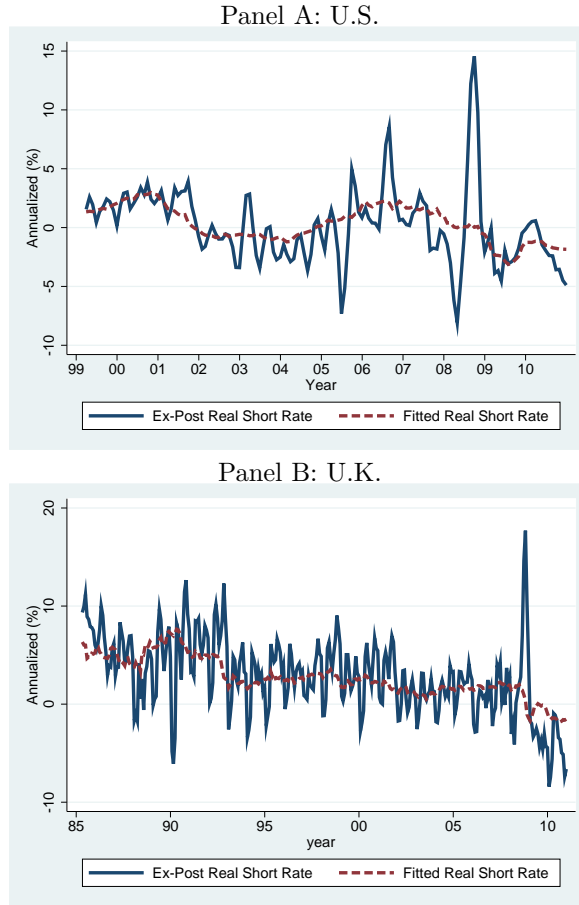 Panel A: U.S.
15
10
5
0
-5
-10
Annualized (%)
99 00 01 02 03 04 05 06 07 08 09 10
Year
Ex-Post Real Short Rate Fitted Real Short Rate
Panel B: U.K.
20
10
0
-10
Annualized (%)
85 90 95 00 05 10
year
Ex-Post Real Short Rate Fitted Real Short Rate